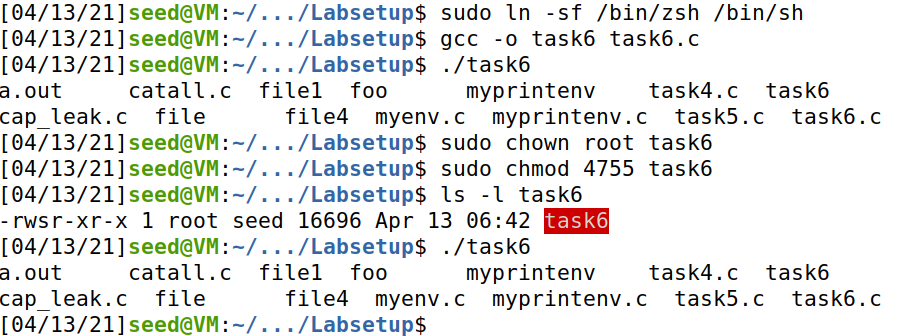 [04/13/21]seed@VM:~/.../Labsetup$ sudo ln -sf /bin/zsh /bin/sh
[04/13/21]seed@VM:~/.../Labsetup$ gcc -o task6 task6.c
[04/13/21]seed@VM:~/.../Labsetup$ ./task6
a.out     catall.c  file1  foo      myprintenv    task4.c  task6
cap_leak.c  file      file4  myenv.c  myprintenv.c  task5.c  task6.c
[04/13/21]seed@VM:~/.../Labsetup$ sudo chown root task6
[04/13/21]seed@VM:~/.../Labsetup$ sudo chmod 4755 task6
[04/13/21]seed@VM:~/.../Labsetup$ ls -l task6
-rwsr-xr-x 1 root seed 16696 Apr 13 06:42 task6
[04/13/21]seed@VM:~/.../Labsetup$ ./task6
a.out     catall.c  file1  foo      myprintenv    task4.c  task6
cap_leak.c  file      file4  myenv.c  myprintenv.c  task5.c  task6.c
[04/13/21]seed@VM:~/.../Labsetup$